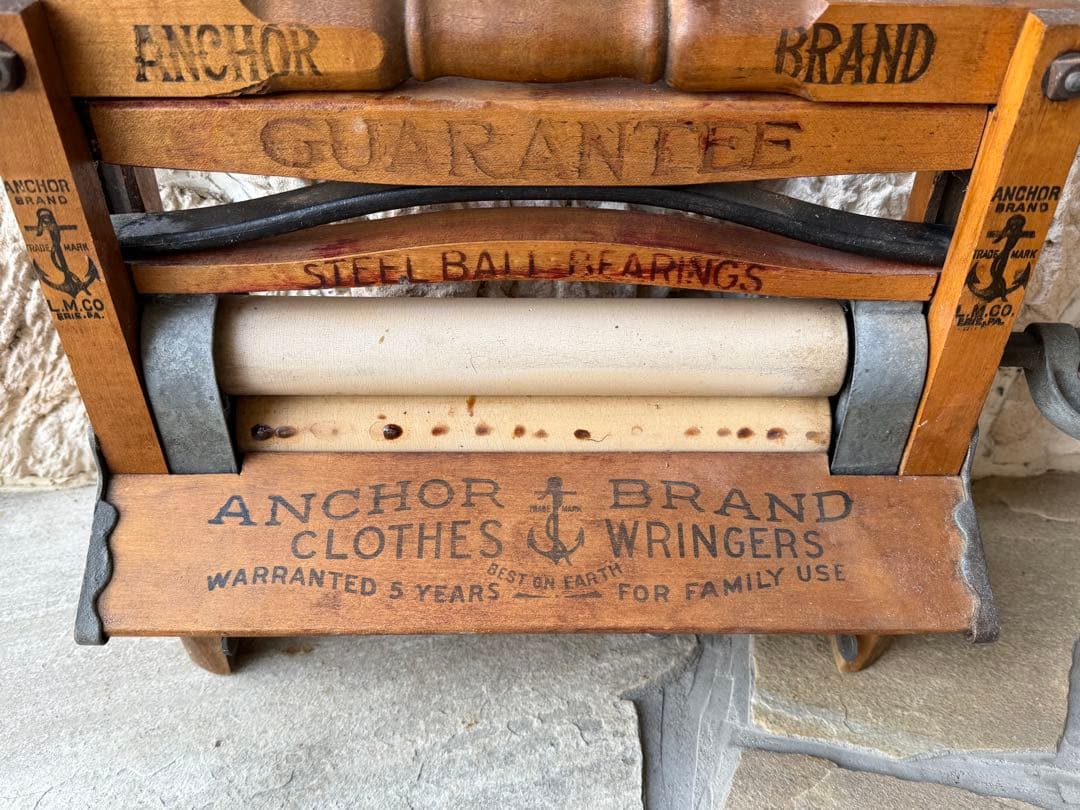 ANCHOR BRAND
GUARANTEE
STEEL BALL BEARINGS
ANCHOR
BRAND
TRADE MARK
L.M.CO.
ERIE, PA.
ANCHOR
BRAND
TRADE MARK
L.M.CO.
ERIE, PA.
ANCHOR BRAND
TRADE MARK
CLOTHES WRINGERS
BEST ON EARTH
WARRANTED 5 YEARS FOR FAMILY USE